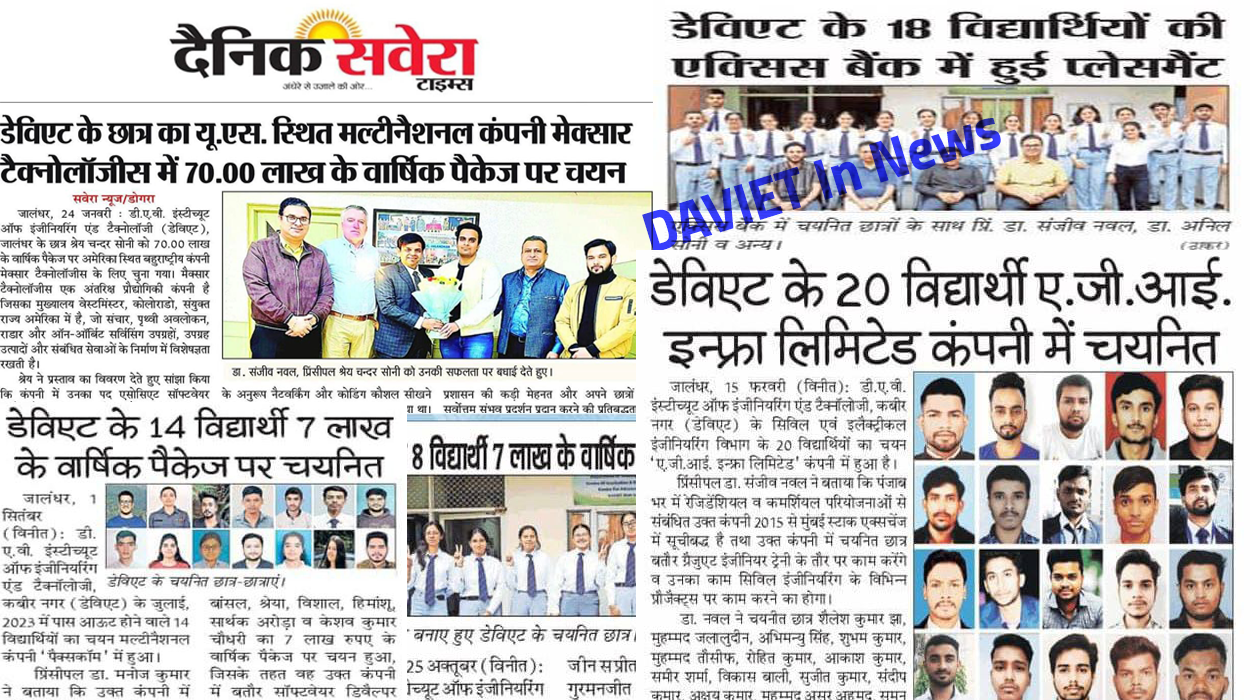 दैनिक सवेरा
टाइम्स
अंधेरे से उजाले की ओर...
डेविएट के छात्र का यू.एस. स्थित मल्टीनैशनल कंपनी मेक्सार
टैक्नोलॉजीस में 70.00 लाख के वार्षिक पैकेज पर चयन
सवेरा न्यूज/डोगरा
जालंधर, 24 जनवरी : डी.ए.वी. इंस्टीच्यूट
ऑफ इंजीनियरिंग एंड टैक्नोलॉजी (डेविएट),
जालंधर के छात्र श्रेय चन्दर सोनी को 70.00 लाख
के वार्षिक पैकेज पर अमेरिका स्थित बहुराष्ट्रीय कंपनी
मेक्सार टैक्नोलॉजीस के लिए चुना गया। मैक्सार
टैक्नोलॉजीस एक अंतरिक्ष प्रौद्योगिकी कंपनी है
जिसका मुख्यालय वेस्टमिंस्टर, कोलोराडो, संयुक्त
राज्य अमेरिका में है, जो संचार, पृथ्वी अवलोकन,
राडार और ऑन-ऑर्बिट सर्विसिंग उपग्रहों, उपग्रह
उत्पादों और संबंधित सेवाओं के निर्माण में विशेषज्ञता
रखती है।
श्रेय ने प्रस्ताव का विवरण देते हुए सांझा किया
कि कंपनी में उनका पद एसोसिएट सॉफ्टवेयर
डा. संजीव नवल, प्रिंसीपल श्रेय चन्दर सोनी को उनकी सफलता पर बधाई देते हुए।
के अनुरूप नैटवर्किंग और कोडिंग कौशल सीखने
प्रशासन की कड़ी मेहनत और अपने छात्रों
सर्वोत्तम संभव प्रदर्शन प्रदान करने की प्रतिबद्धता
डेविएट के 14 विद्यार्थी 7 लाख
के वार्षिक पैकेज पर चयनित
जालंधर, 1
सितंबर
(विनीत): डी.
ए.वी. इंस्टीच्यूट
ऑफ इंजीनियरिंग
एंड टैक्नॉलॉजी,
कबीर नगर (डेविएट) के जुलाई,
2023 में पास आऊट होने वाले 14
विद्यार्थियों का चयन मल्टीनैशनल
कंपनी 'पैक्सकॉम' में हुआ।
प्रिंसीपल डा. मनोज कुमार
ने बताया कि उक्त कंपनी में
डेविएट के चयनित छात्र-छात्राएं।
बांसल, श्रेया, विशाल, हिमांशू,
सार्थक अरोड़ा व केशव कुमार
चौधरी का 7 लाख रुपए के
वार्षिक पैकेज पर चयन हुआ,
जिसके तहत वह उक्त कंपनी
में बतौर सॉफ्टवेयर डिवैल्पर
8 विद्यार्थी 7 लाख के वार्षिक
बनाए हुए डेविएट के चयनित छात्र।
25 अक्तूबर (विनीत):
ीच्यूट ऑफ इंजीनियरिंग
जीन सप्रीत
गुरमनजीत
डेविएट के 18 विद्यार्थियों की
एक्सिस बैंक में हुई प्लेसमैंट
DAVIET In News
एक्सिस बैंक में चयनित छात्रों के साथ प्रिं. डा. संजीव नवल, डा. अनिल
सोनी व अन्य।
(ठाकर)
डेविएट के 20 विद्यार्थी ए.जी.आई.
इन्फ्रा लिमिटेड कंपनी में चयनित
जालंधर, 15 फरवरी (विनीत): डी.ए.वी.
इंस्टीच्यूट ऑफ इंजीनियरिंग एंड टैक्नॉलॉजी, कबीर
नगर (डेविएट) के सिविल एवं इलैक्ट्रीकल
इंजीनियरिंग विभाग के 20 विद्यार्थियों का चयन
'ए.जी.आई. इन्फ्रा लिमिटेड' कंपनी में हुआ है।
प्रिंसीपल डा. संजीव नवल ने बताया कि पंजाब
भर में रेजिडेंशियल व कमर्शियल परियोजनाओं से
संबंधित उक्त कंपनी 2015 से मुंबई स्टाक एक्सचेंज
में सूचीबद्ध है तथा उक्त कंपनी में चयनित छात्र
बतौर ग्रैजुएट इंजीनियर ट्रेनी के तौर पर काम करेंगे
व उनका काम सिविल इंजीनियरिंग के विभिन्न
प्रौजैक्ट्स पर काम करने का होगा।
डा. नवल ने चयनीत छात्र शैलेश कुमार झा,
मुहम्मद जलालुदीन, अभिमन्यु सिंह, शुभम कुमार,
मुहम्मद तौसीफ, रोहित कुमार, आकाश कुमार,
समीर शर्मा, विकास बाली, सुजीत कुमार, संदीप
कुमार, अक्षय कुमार, मुहम्मद असर अहमद, सुमन